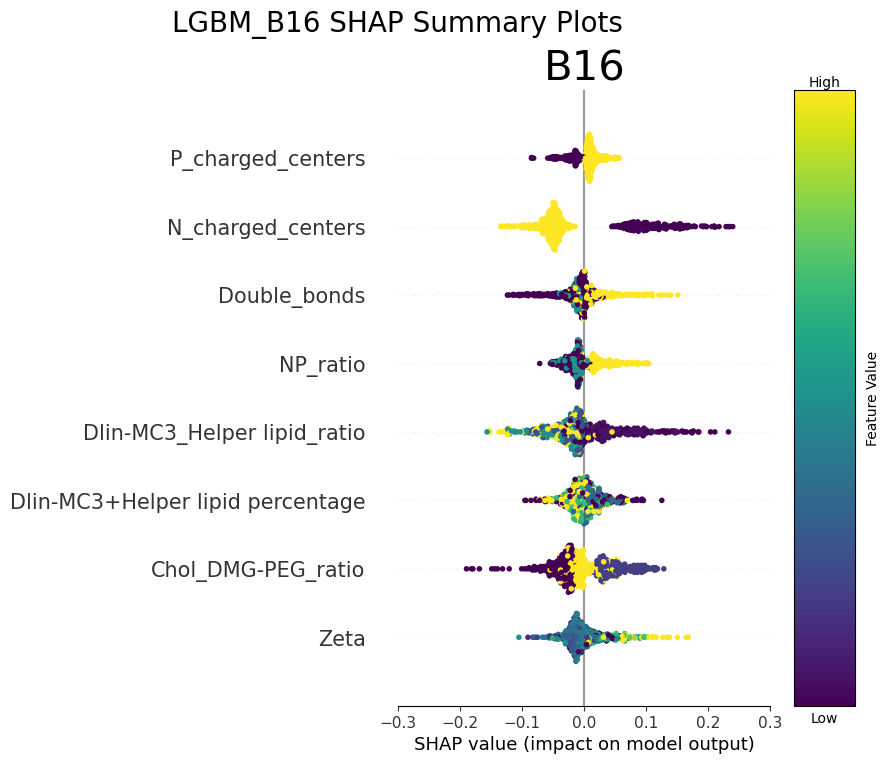 LGBM_B16 SHAP Summary Plots
B16
High
P_charged_centers
N_charged_centers
Double_bonds
NP_ratio
Dlin-MC3_Helper lipid_ratio
Dlin-MC3+Helper lipid percentage
Chol_DMG-PEG_ratio
Zeta
Feature Value
Low
−0.3 −0.2 −0.1 0.0 0.1 0.2 0.3
SHAP value (impact on model output)